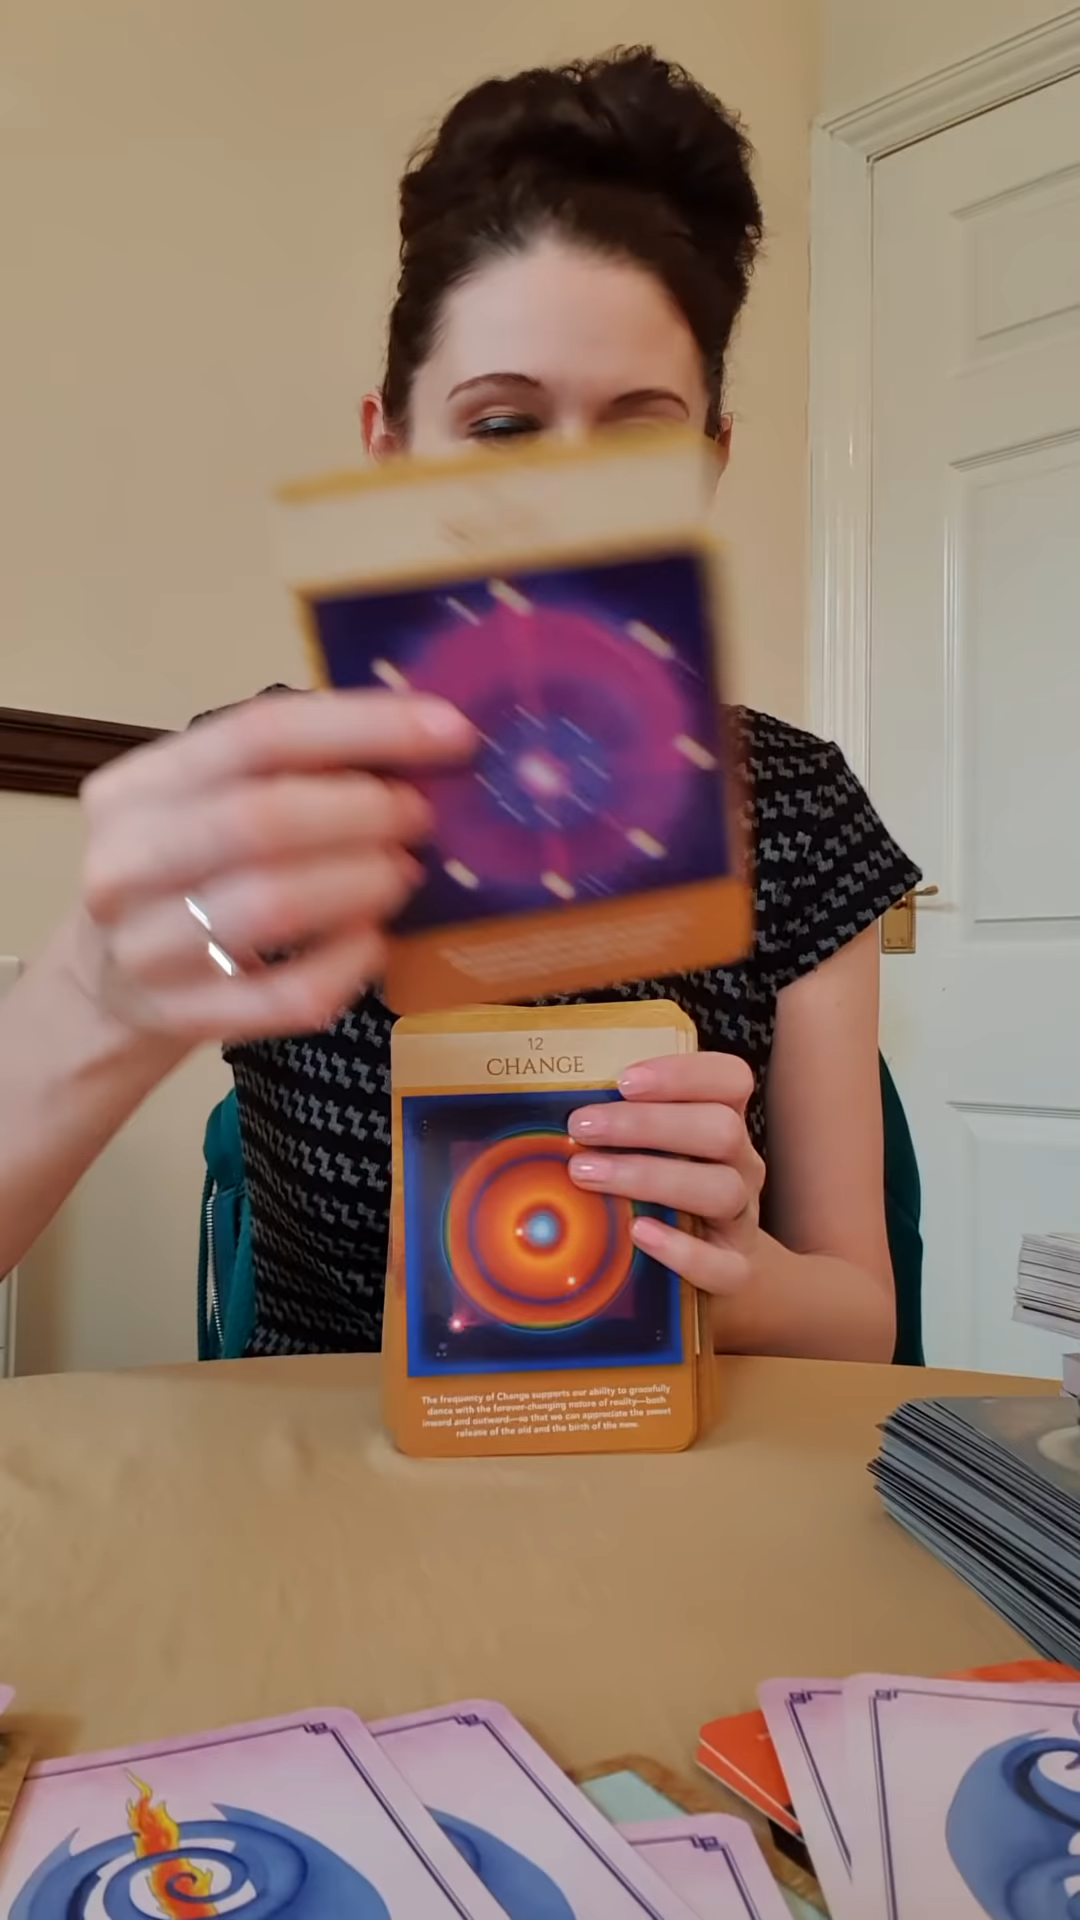 12
CHANGE
The frequency of Change supports our ability to gracefully
dance with the forever-changing nature of reality—both
inward and outward—so that we can appreciate the sweet
release of the old and the birth of the new.